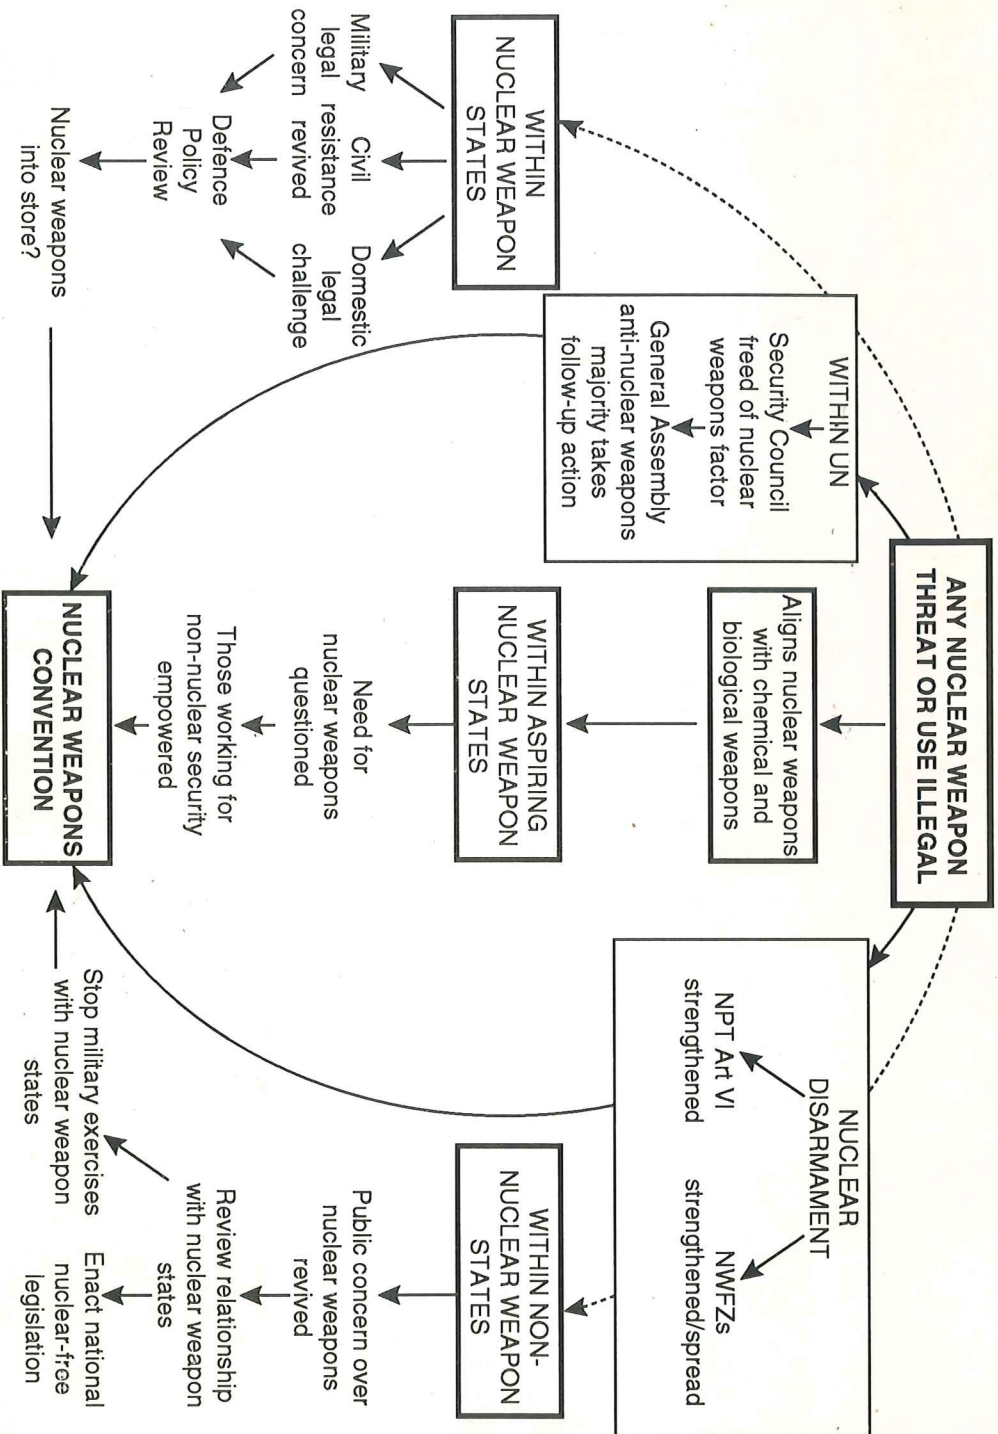 ANY NUCLEAR WEAPON
THREAT OR USE ILLEGAL
WITHIN UN
Security Council
freed of nuclear
weapons factor
General Assembly
anti-nuclear weapons
majority takes
follow-up action
Aligns nuclear weapons
with chemical and
biological weapons
NUCLEAR
DISARMAMENT
NPT Art VI
strengthened
NWFZs
strengthened/spread
WITHIN
NUCLEAR WEAPON
STATES
Military
legal
concern
Civil
resistance
revived
Domestic
legal
challenge
Defence
Policy
Review
Nuclear weapons
into store?
WITHIN ASPIRING
NUCLEAR WEAPON
STATES
Need for
nuclear weapons
questioned
Those working for
non-nuclear security
empowered
WITHIN NON-
NUCLEAR WEAPON
STATES
Public concern over
nuclear weapons
revived
Review relationship
with nuclear weapon
states
Stop military exercises
with nuclear weapon
states
Enact national
nuclear-free
legislation
NUCLEAR WEAPONS
CONVENTION